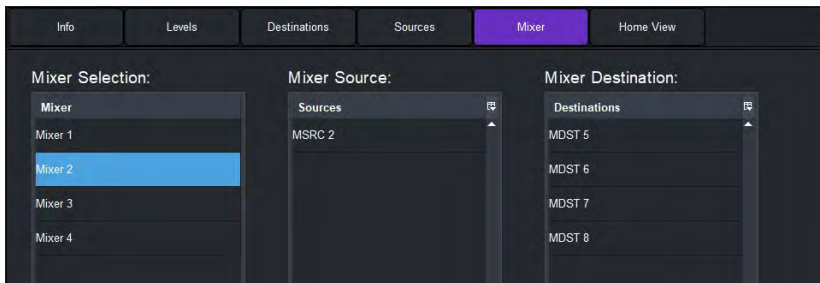 Info Levels Destinations Sources Mixer Home View
Mixer Selection: Mixer Source: Mixer Destination:
Mixer Sources Destinations
Mixer 1 MSRC 2 MDST 5
Mixer 2 MDST 6
Mixer 3 MDST 7
Mixer 4 MDST 8